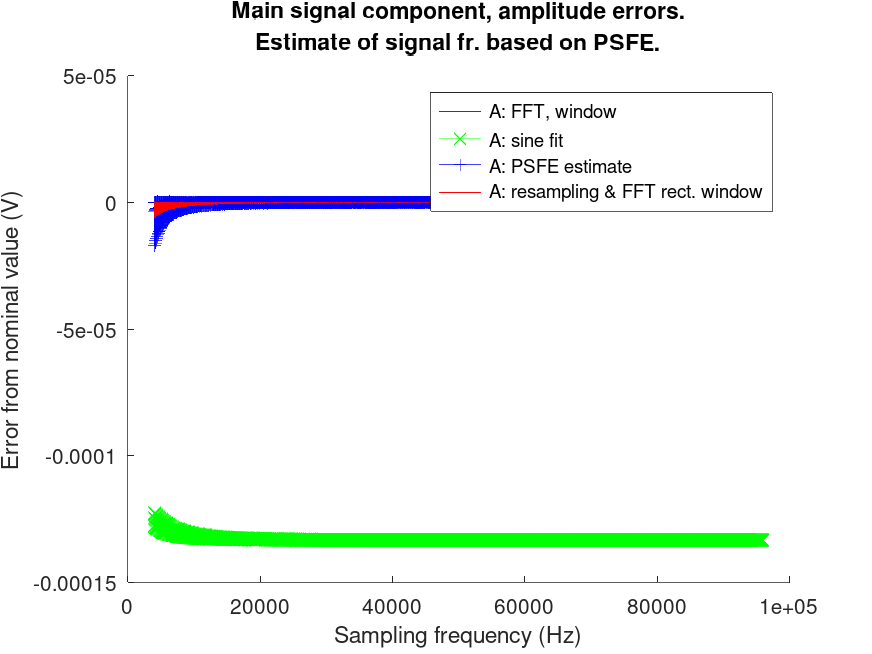 Main signal component, amplitude errors.
Estimate of signal fr. based on PSFE.
5e-05
0
-5e-05
-0.0001
-0.00015
Error from nominal value (V)
A: FFT, window
A: sine fit
A: PSFE estimate
A: resampling & FFT rect. window
0
20000
40000
60000
80000
1e+05
Sampling frequency (Hz)